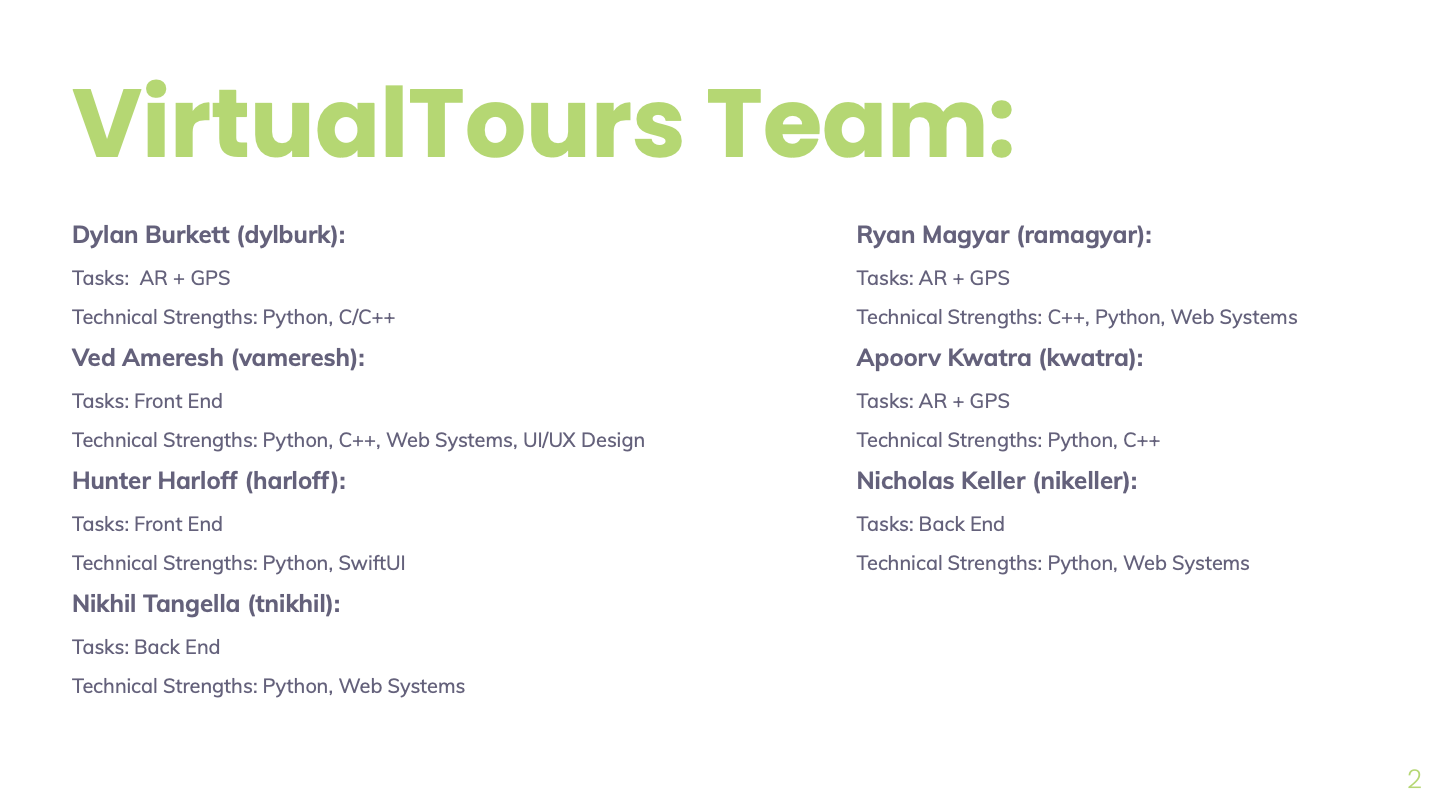 VirtualTours Team:
Dylan Burkett (dylburk):
Tasks:  AR + GPS
Technical Strengths: Python, C/C++
Ved Ameresh (vameresh):
Tasks: Front End
Technical Strengths: Python, C++, Web Systems, UI/UX Design
Hunter Harloff (harloff):
Tasks: Front End
Technical Strengths: Python, SwiftUI
Nikhil Tangella (tnikhil):
Tasks: Back End
Technical Strengths: Python, Web Systems
Ryan Magyar (ramagyar):
Tasks: AR + GPS
Technical Strengths: C++, Python, Web Systems
Apoorv Kwatra (kwatra):
Tasks: AR + GPS
Technical Strengths: Python, C++
Nicholas Keller (nikeller):
Tasks: Back End
Technical Strengths: Python, Web Systems
2